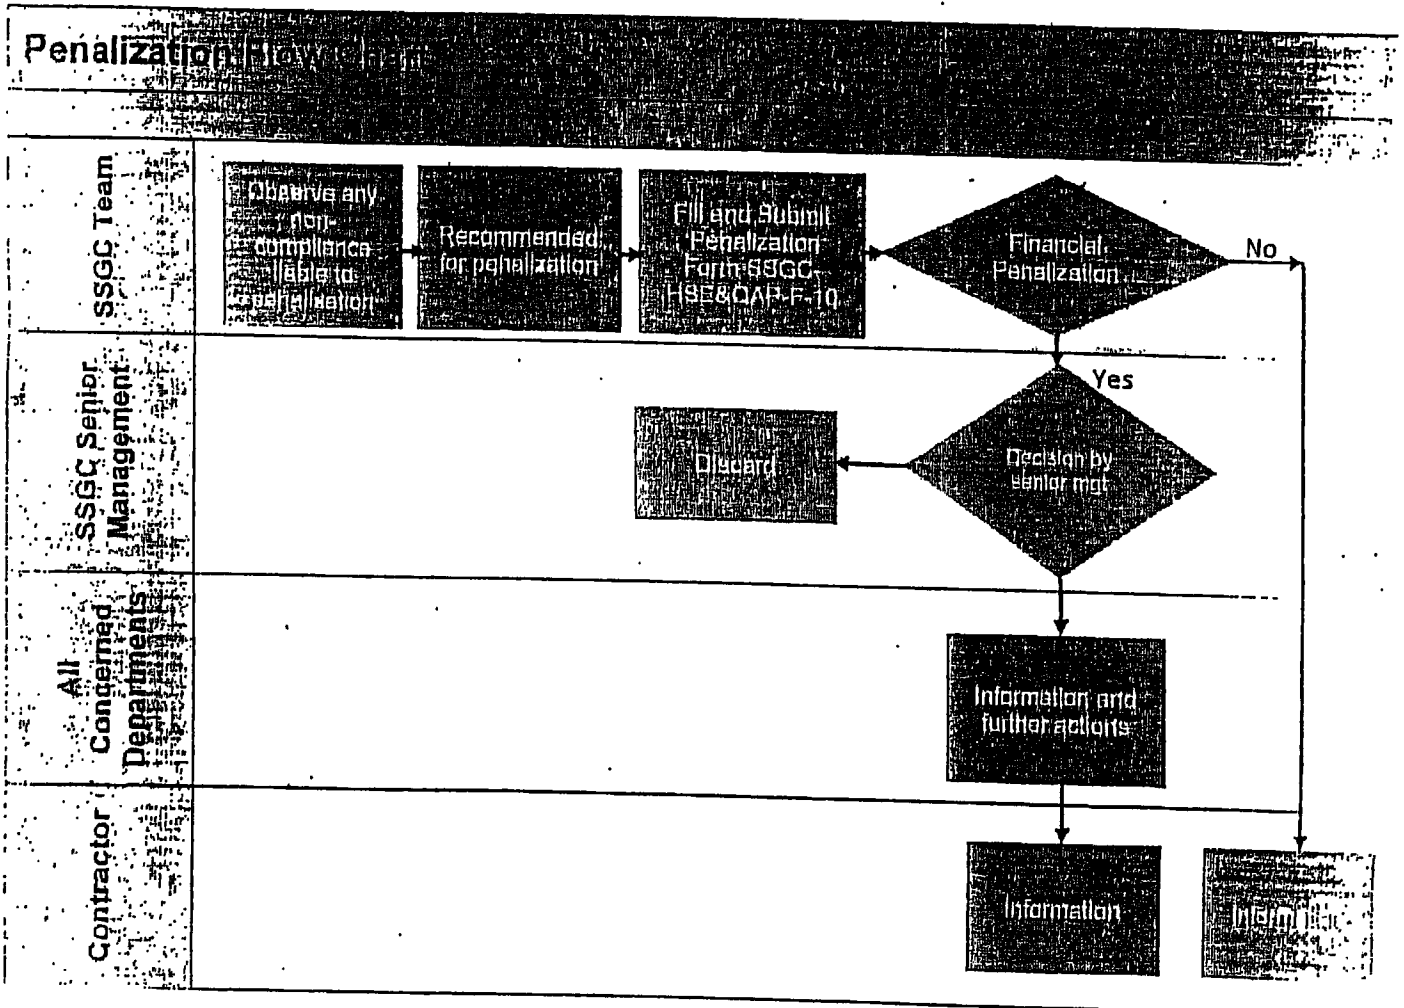 Penalization Flow Chart
SSGC Team
Observe any
non-
compliance
liable to
penalization
Recommended
for penalization
Fill and Submit
Penalization
Form SSGC-
HSE&QAP-F-10
Financial
Penalization
No
Yes
SSGC Senior
Management
Discard
Decision by
senior mgt
All
Concerned
Departments
Information and
further actions
Contractor
Information